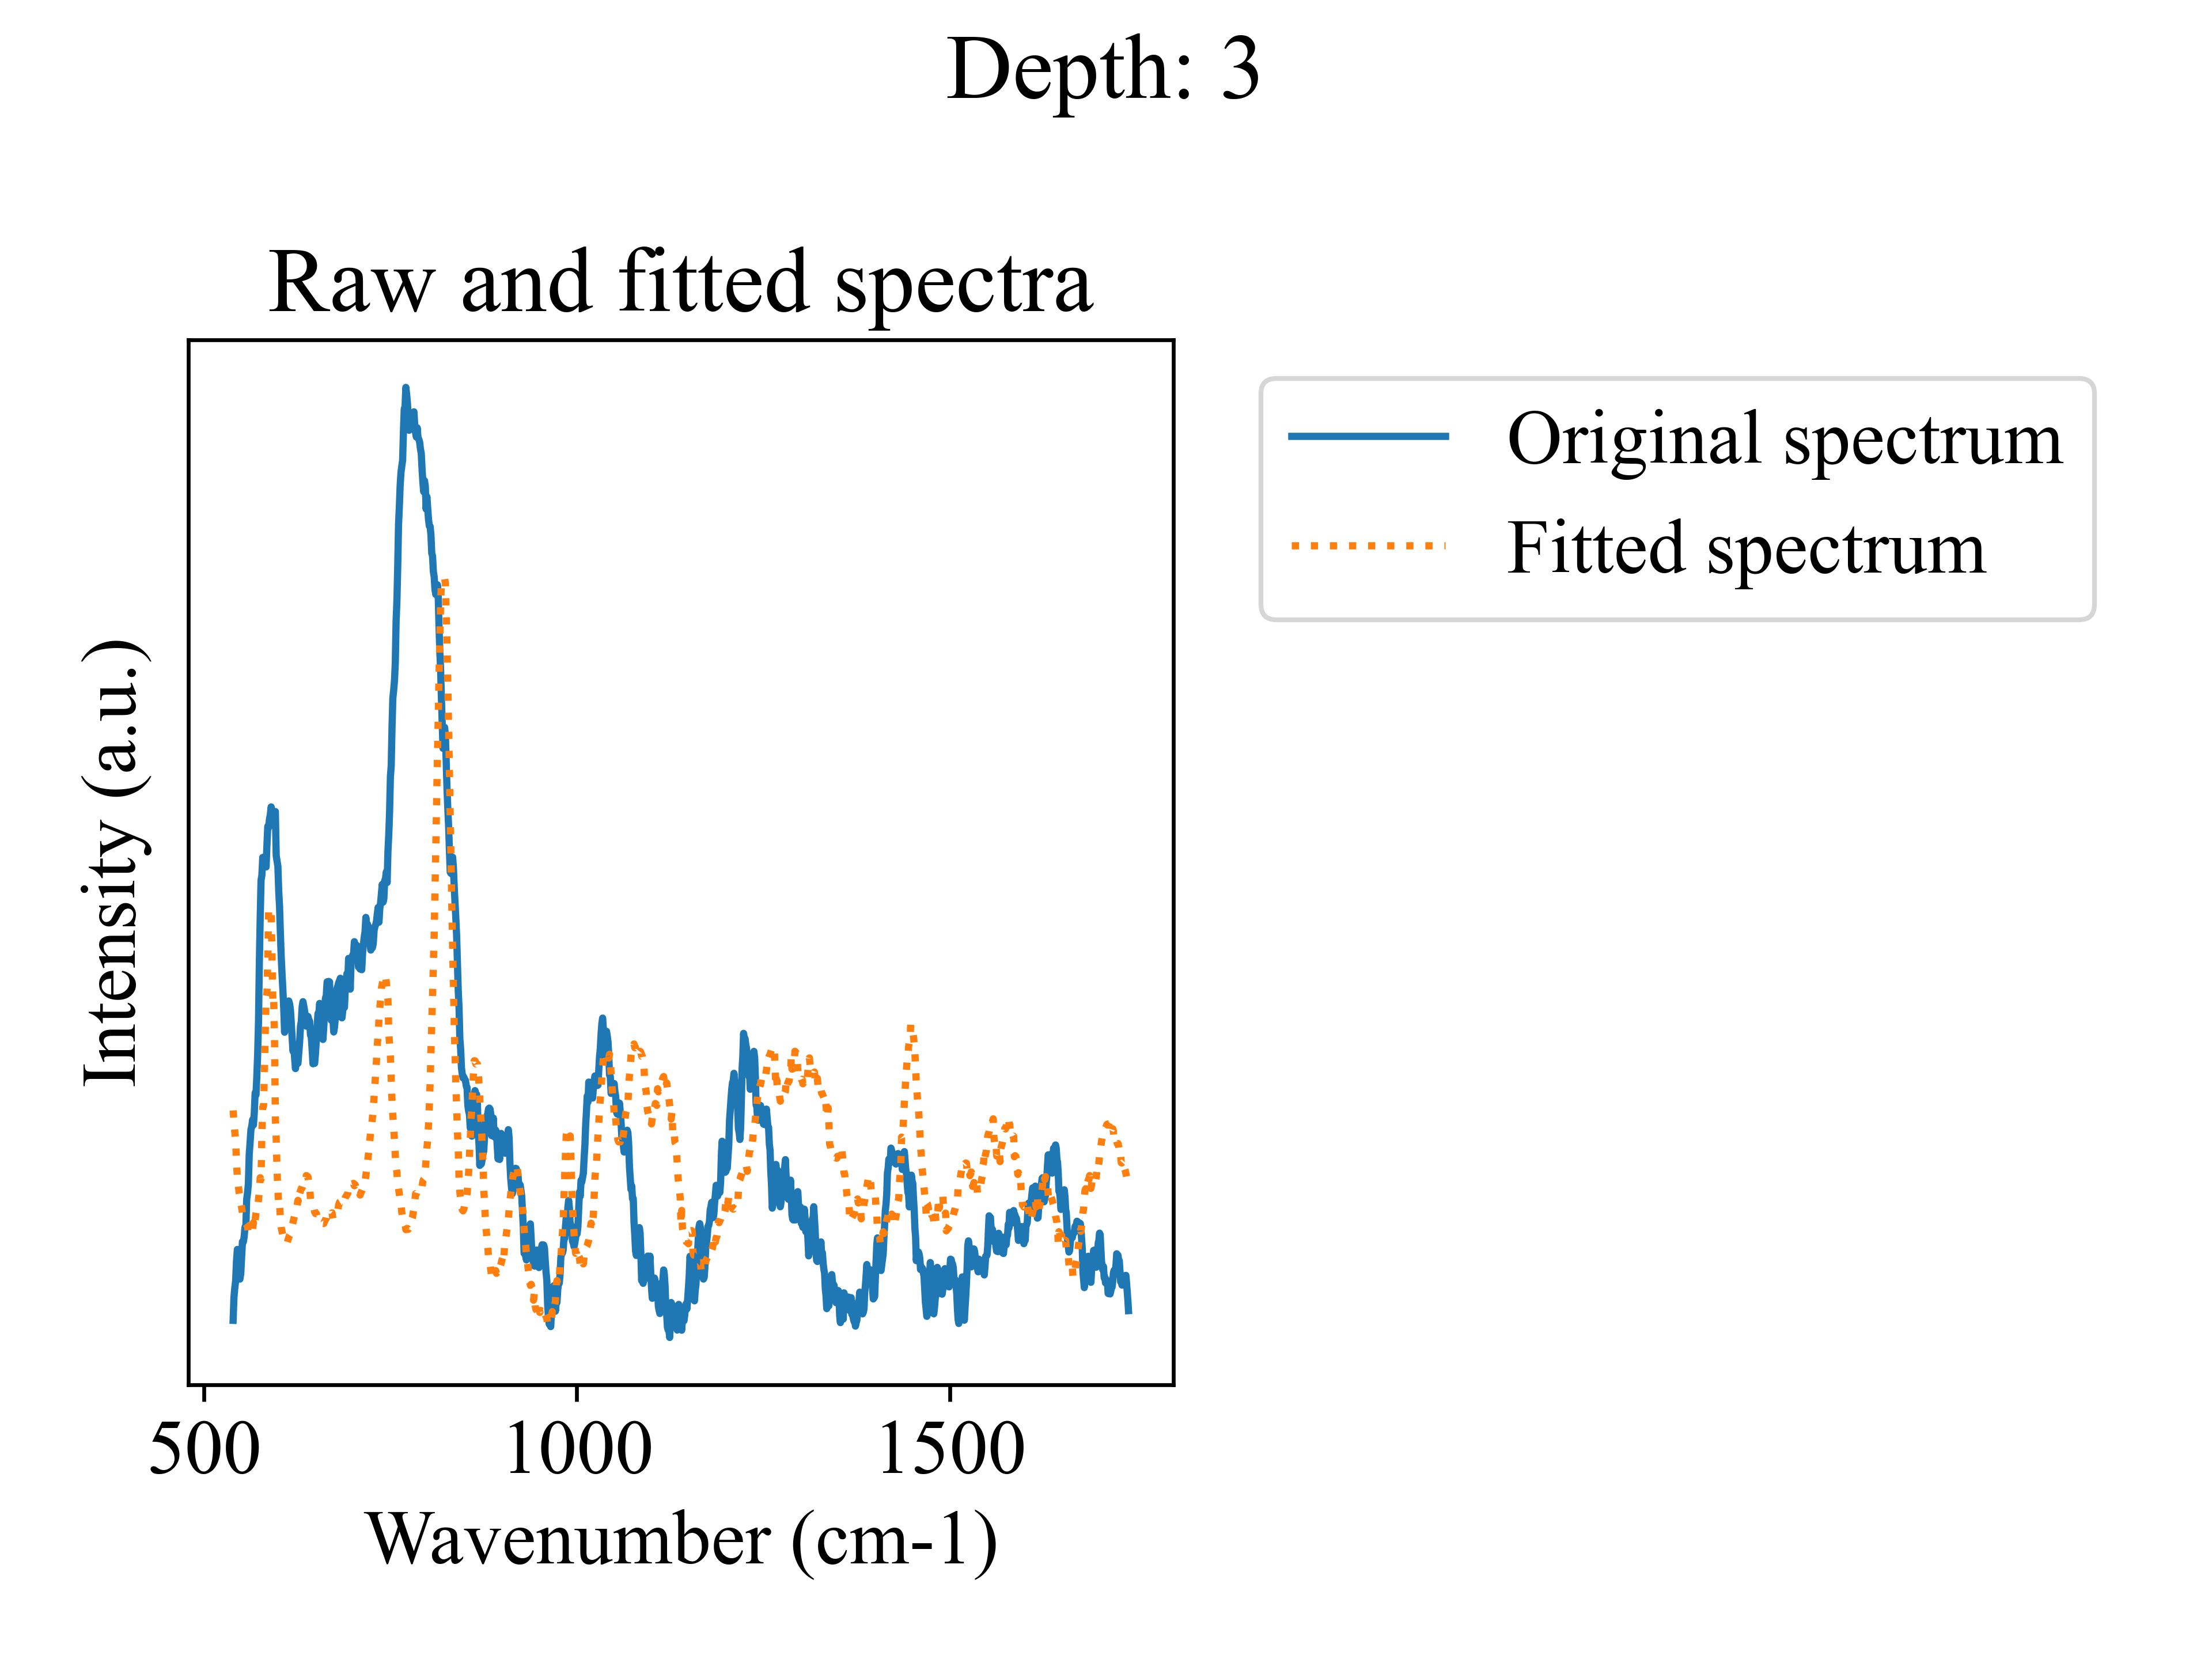 Depth: 3
Raw and fitted spectra
Original spectrum
Fitted spectrum
Intensity (a.u.)
500 1000 1500
Wavenumber (cm-1)